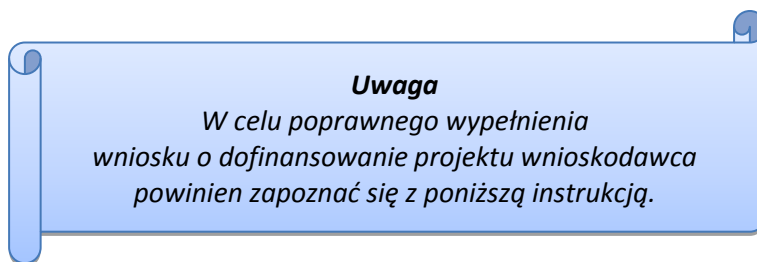 Uwaga
W celu poprawnego wypełnienia
wniosku o dofinansowanie projektu wnioskodawca
powinien zapoznać się z poniższą instrukcją.